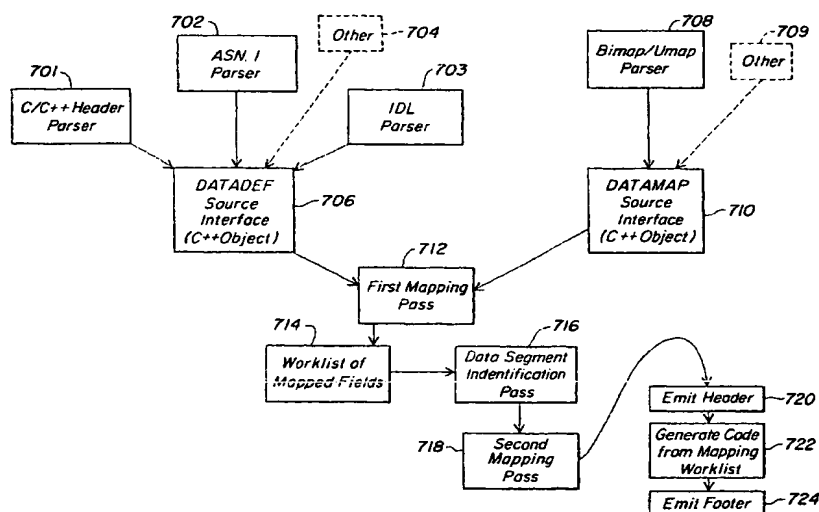 702
ASN. 1
Parser
Other
704
708
Bimap/Umap
Parser
709
Other
701
C/C++ Header
Parser
703
IDL
Parser
DATADEF
Source
Interface
(C++Object)
706
DATAMAP
Source
Interface
(C++Object)
710
712
First Mapping
Pass
714
Worklist of
Mapped Fields
716
Data Segment
Indentification
Pass
718
Second
Mapping
Pass
Emit Header
720
Generate Code
from Mapping
Worklist
722
Emit Footer
724